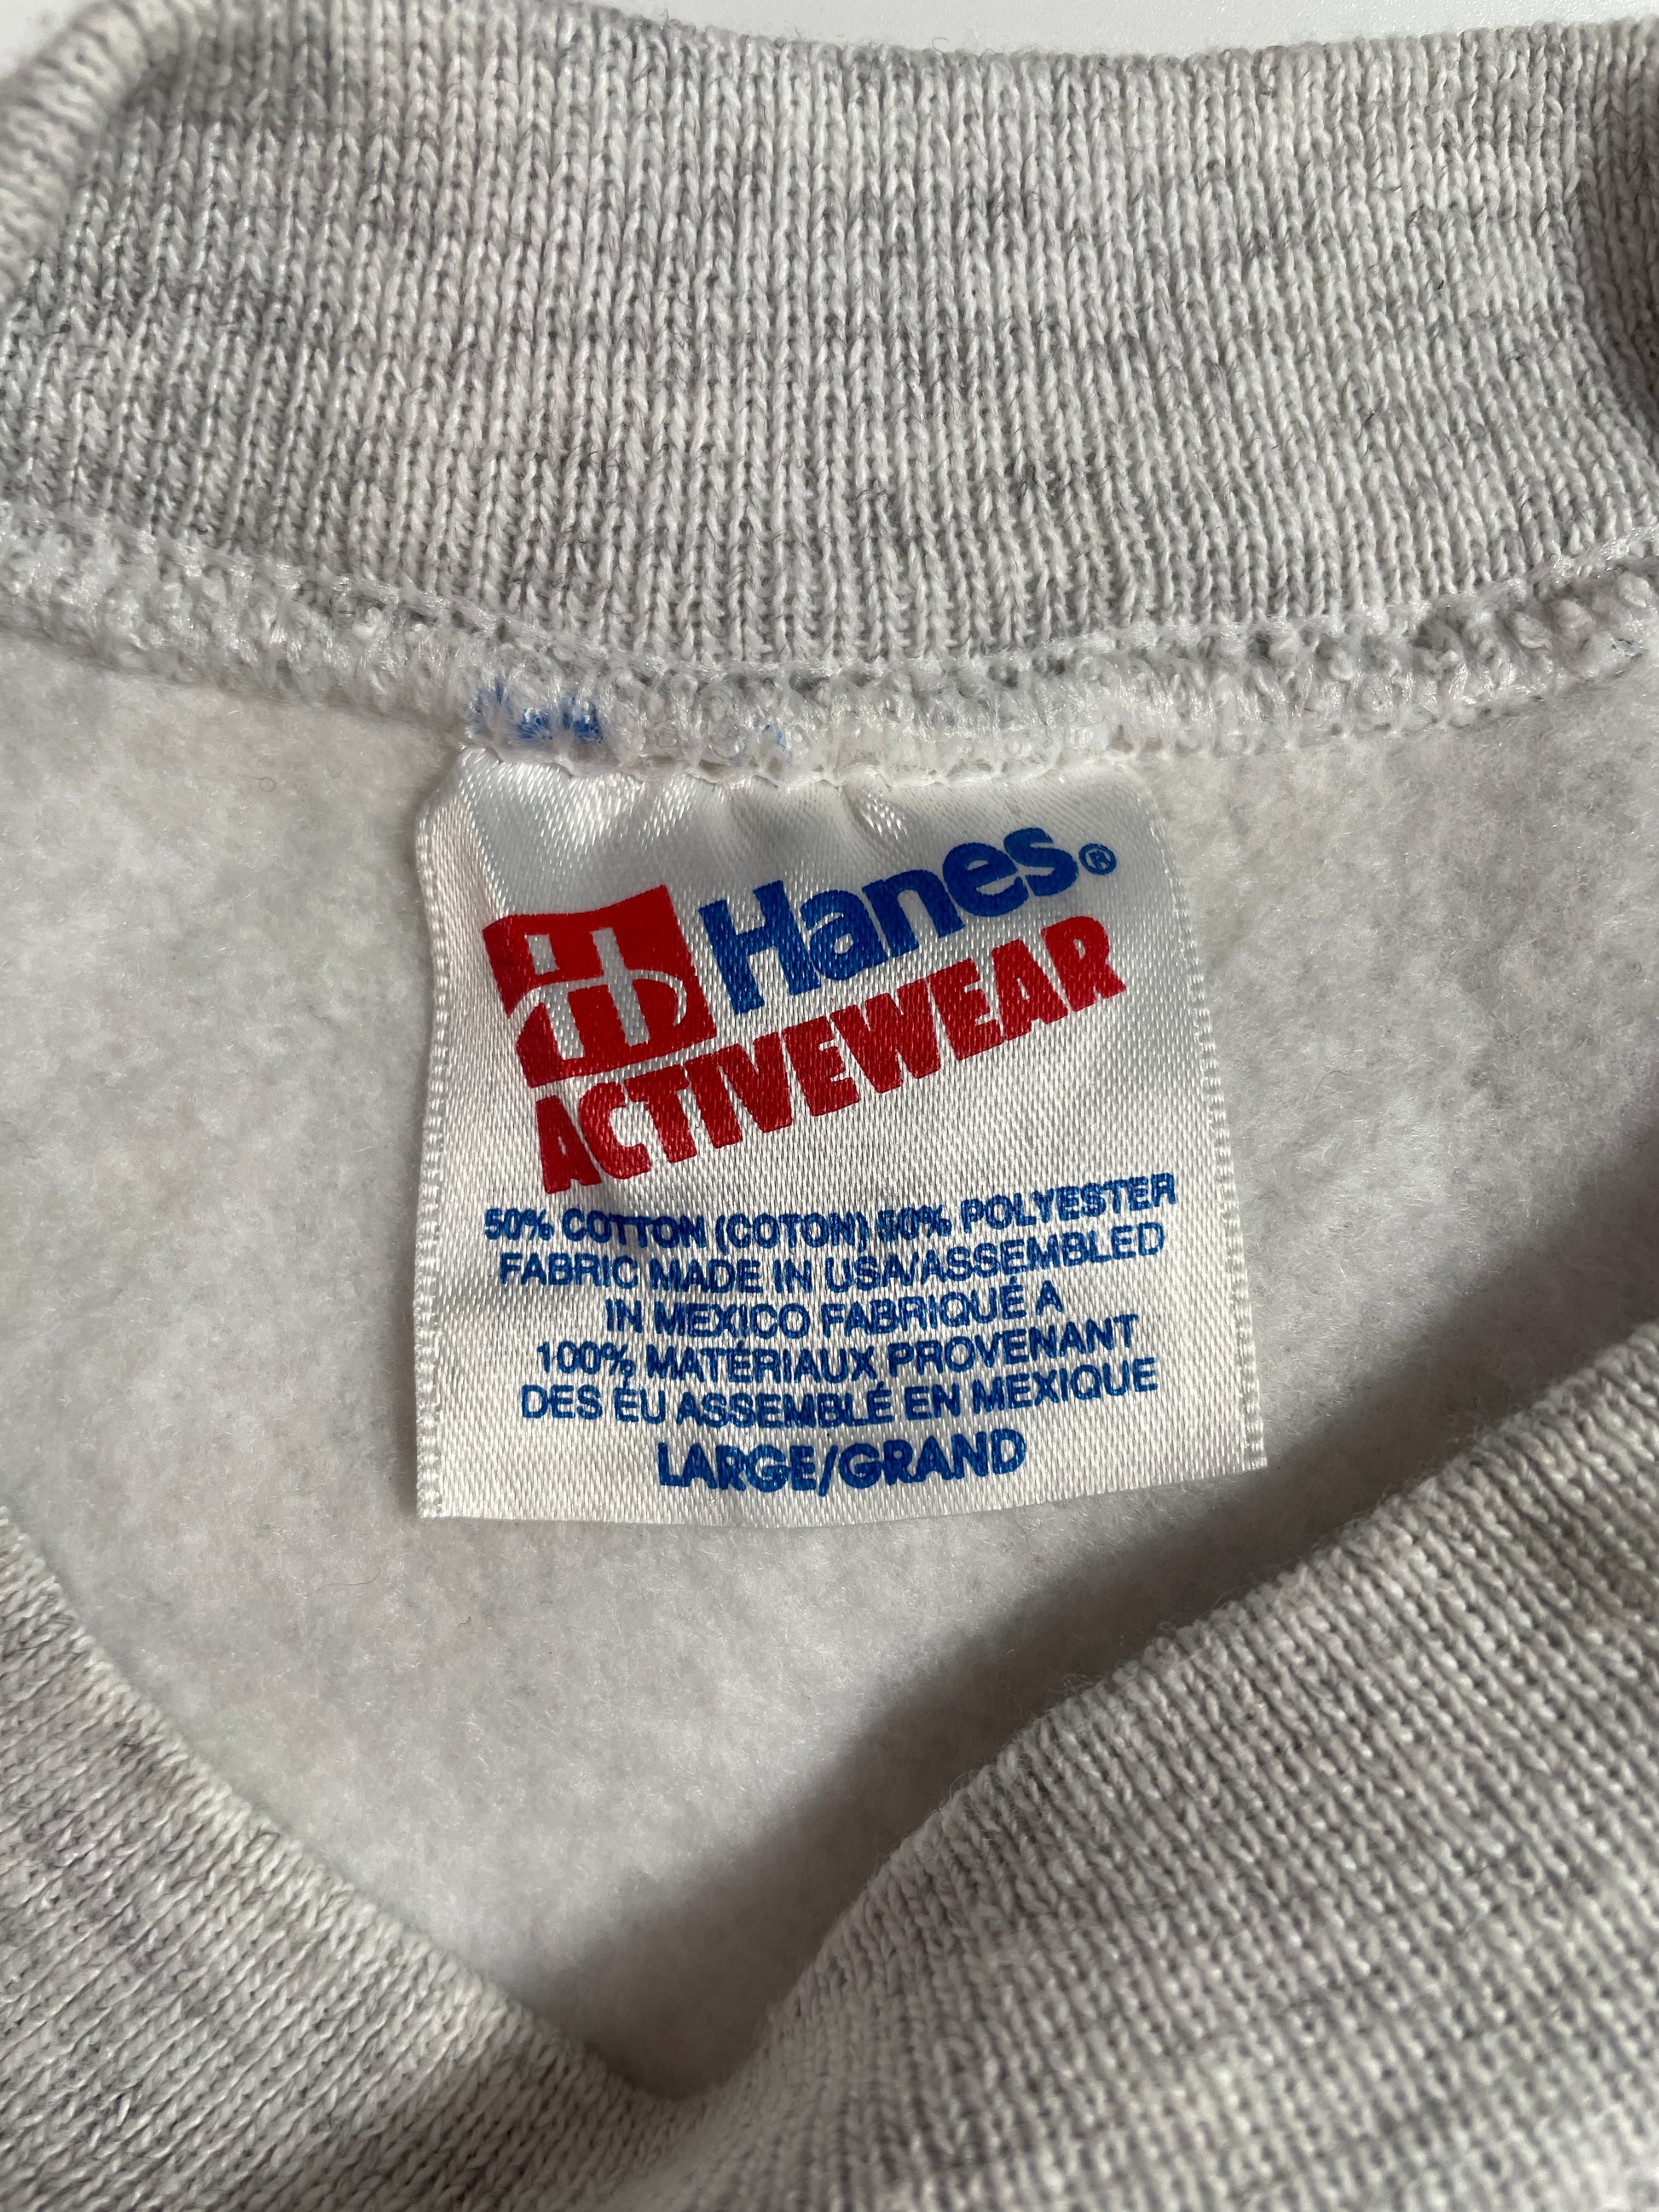 Hanes®
ACTIVEWEAR
50% COTTON (COTON) 50% POLYESTER
FABRIC MADE IN USA/ASSEMBLED
IN MEXICO FABRIQUÉ A
100% MATÉRIAUX PROVENANT
DES ÉU ASSEMBLÉ EN MEXIQUE
LARGE/GRAND